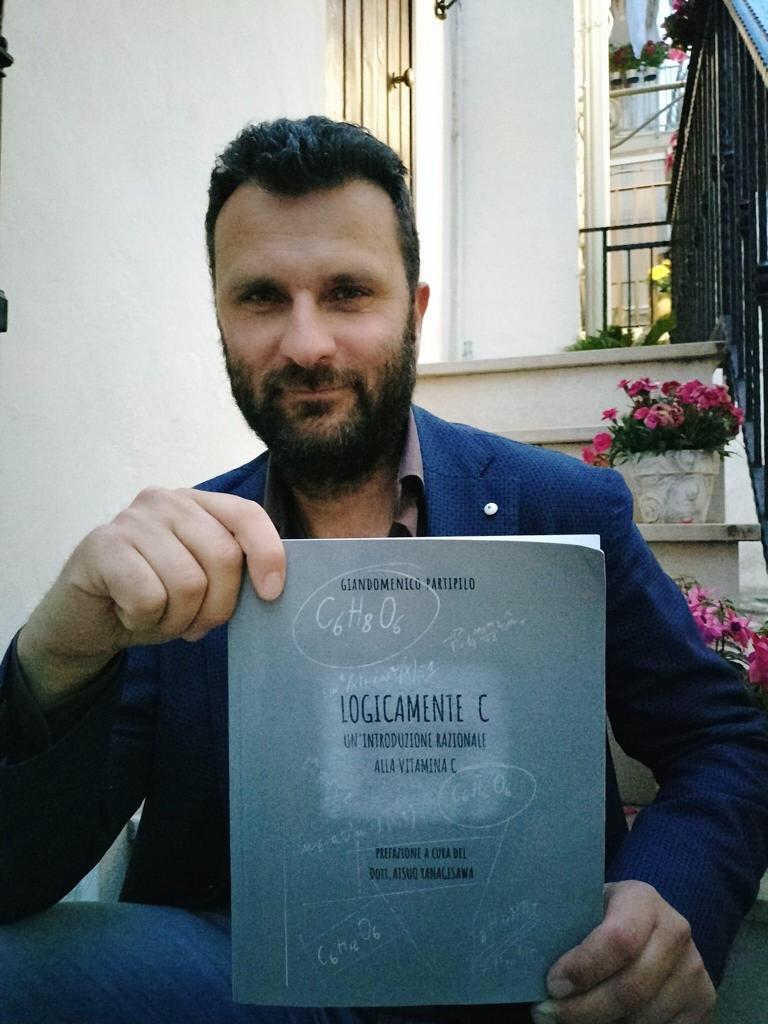 GIANDOMENICO PARTIPILO
C6H8O6
LOGICAMENTE C
UN'INTRODUZIONE RAZIONALE
ALLA VITAMINA C
C6H8O6
PREFAZIONE A CURA DEL
DOTT. ATSUO YANAGISAWA
C6H8O6